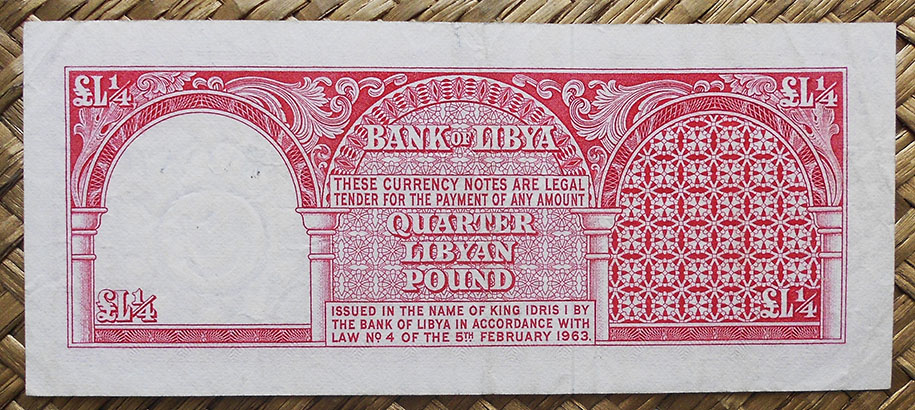 £L¼
£L¼
BANK OF LIBYA
THESE CURRENCY NOTES ARE LEGAL
TENDER FOR THE PAYMENT OF ANY AMOUNT
QUARTER
LIBYAN
POUND
£L¼
£L¼
ISSUED IN THE NAME OF KING IDRIS I BY
THE BANK OF LIBYA IN ACCORDANCE WITH
LAW Nº 4 OF THE 5TH FEBRUARY 1963.